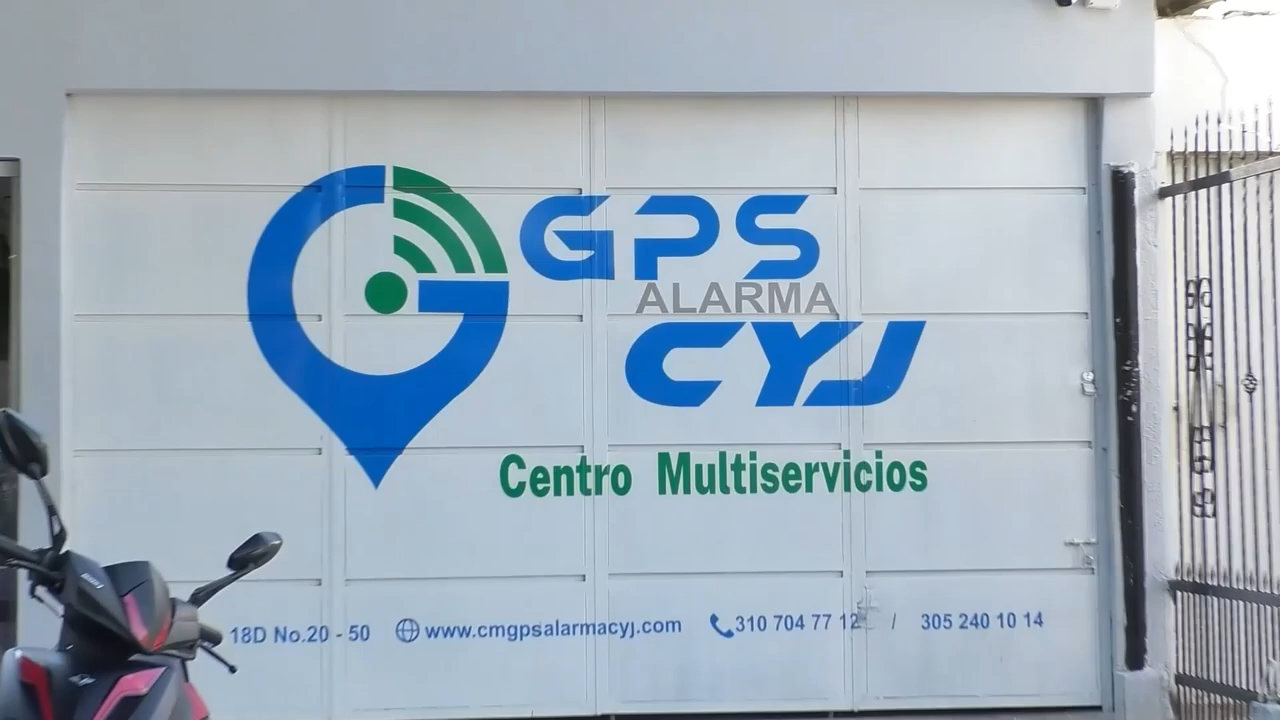 GPS
ALARMA
CYJ
Centro Multiservicios
18D No.20 - 50 www.cmgpsalarmacyj.com 310 704 77 12 / 305 240 10 14